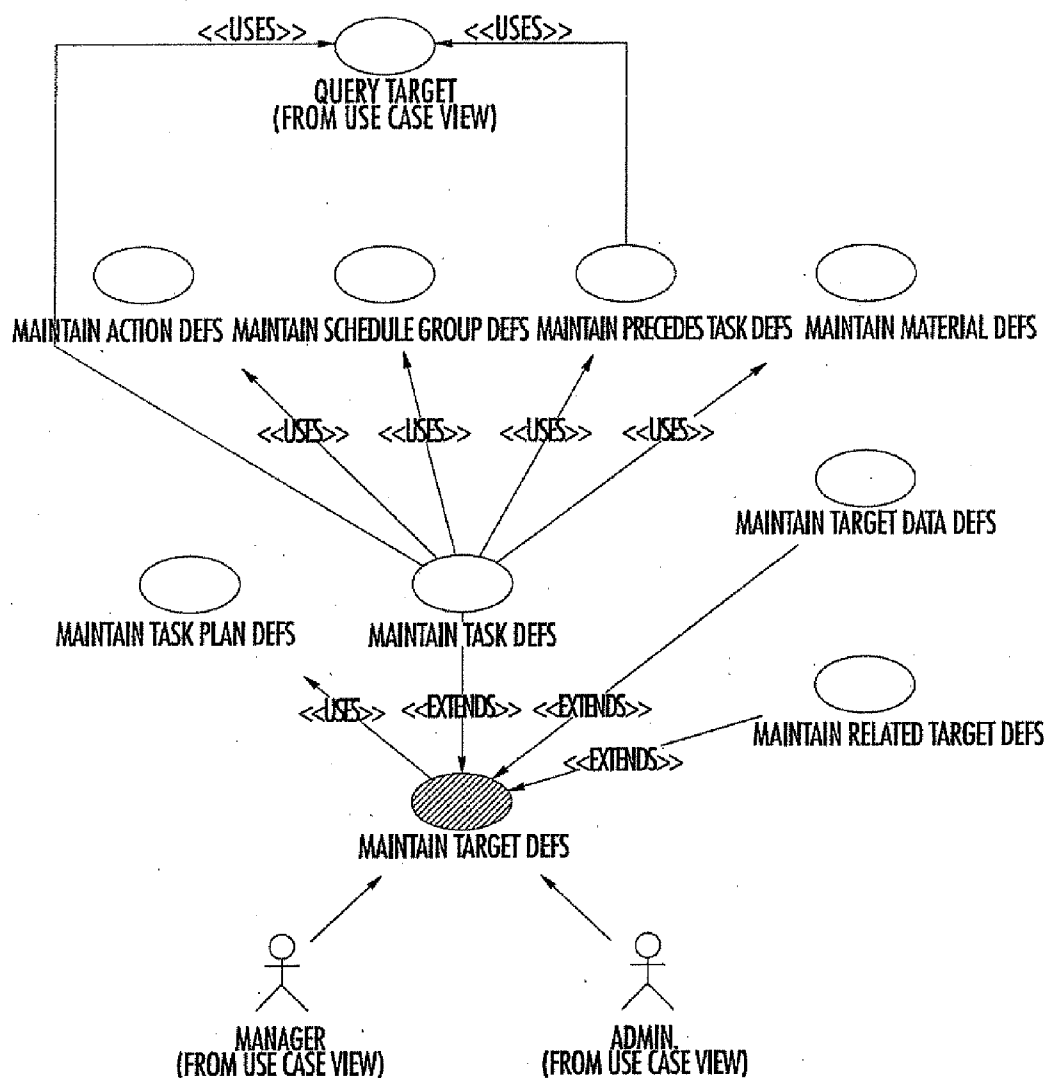 <<USES>> <<USES>>
QUERY TARGET
(FROM USE CASE VIEW)
MAINTAIN ACTION DEFS MAINTAIN SCHEDULE GROUP DEFS MAINTAIN PRECEDES TASK DEFS MAINTAIN MATERIAL DEFS
<<USES>> <<USES>> <<USES>> <<USES>>
MAINTAIN TARGET DATA DEFS
MAINTAIN TASK PLAN DEFS MAINTAIN TASK DEFS
<<USES>> <<EXTENDS>> <<EXTENDS>>
MAINTAIN RELATED TARGET DEFS
<<EXTENDS>>
MAINTAIN TARGET DEFS
MANAGER
(FROM USE CASE VIEW)
ADMIN.
(FROM USE CASE VIEW)